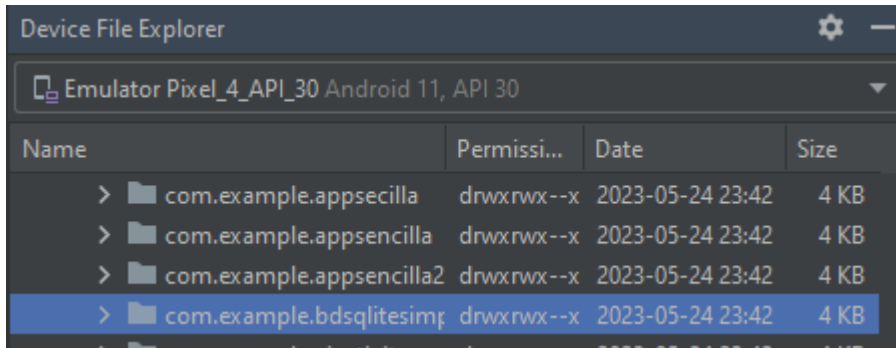 Device File Explorer
Emulator Pixel_4_API_30 Android 11, API 30
Name Permissi... Date Size
com.example.appsecilla drwxrwx--x 2023-05-24 23:42 4 KB
com.example.appsencilla drwxrwx--x 2023-05-24 23:42 4 KB
com.example.appsencilla2 drwxrwx--x 2023-05-24 23:42 4 KB
com.example.bdsqlitesimp drwxrwx--x 2023-05-24 23:42 4 KB